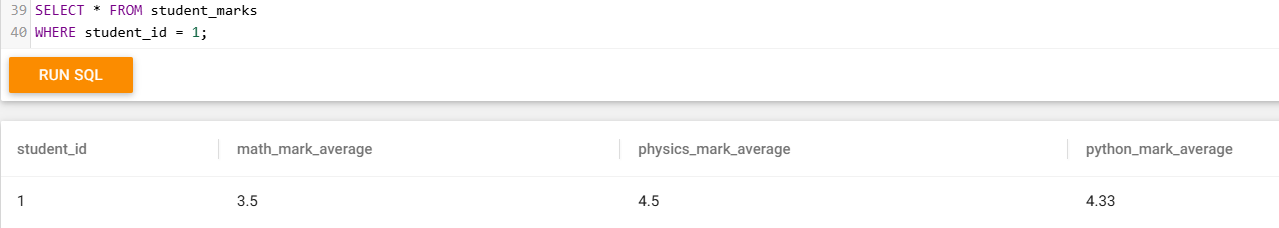 39 SELECT * FROM student_marks
40 WHERE student_id = 1;
RUN SQL
student_id math_mark_average physics_mark_average python_mark_average
1 3.5 4.5 4.33